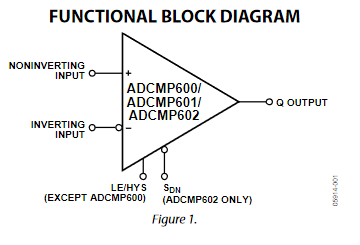 FUNCTIONAL BLOCK DIAGRAM
NONINVERTING
INPUT
+
ADCMP600/
ADCMP601/
ADCMP602
Q OUTPUT
INVERTING
INPUT
–
LE/HYS
(EXCEPT ADCMP600)
SDN
(ADCMP602 ONLY)
05914-001
Figure 1.